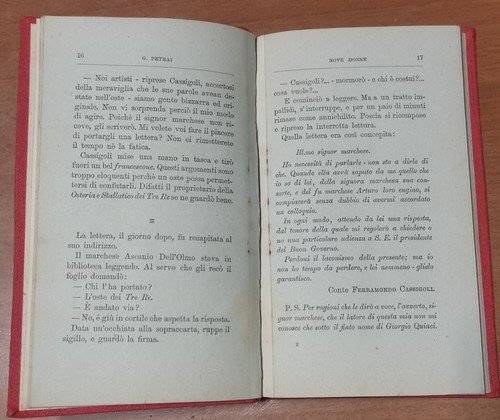 16 G. PETRAI
— Noi artisti - riprese Cassigoli, accortosi
della meraviglia che le sue parole avean de-
stato nell'oste - siamo gente bizzarra ed ori-
ginale. Non vi sorprenda perciò il mio modo
di agire. Poichè il signor marchese non ri-
ceve, gli scriverò. Mi volete voi fare il piacere
di portargli una lettera? Non ci rimetterete
il tempo nè la fatica.
Cassigoli mise una mano in tasca e tirò
fuori un bel francescone. Questi argomenti sono
troppo eloquenti perchè un oste possa perunot-
tersi di confutarli. Difatti il proprietario della
Osteria e Stallatico dei Tre Re se ne guardò bene.
II
La lettera, il giorno dopo, fu recapitata al
suo indirizzo.
Il marchese Ascanio Dell'Olmo stava in
biblioteca leggendo. Al servo che gli recò il
foglio domandò:
— Chi l'ha portato?
— L'oste dei Tre Re.
— È andato via?
— No, è giù in cortile che aspetta la risposta.
Data un'occhiata alla sopraccarta, ruppe il
sigillo, e guardò la firma.
NOVE DONNE 17
— Cassigoli?... - mormorò - e chi è costui?...
cosa vuole?...
E cominciò a leggere. Ma a un tratto im-
pallidì, s'interruppe, e per un paio di minuti
rimase come annichilito. Poscia si ricompose
e riprese la interrotta lettura.
Quella lettera era così concepita:
Ill.mo signor marchese.
Ho necessità di parlarle - non sto a dirle di
che. Quando ella avrà saputo da me quello che
io so di lei, della signora marchesa sua con-
sorte, e del fu marchese Arturo loro cugino, si
compiacerà senza dubbio di avermi accordato
un colloquio.
In ogni modo, attendo da lei una risposta,
dal tenore della quale mi regolerò a chiedere o
no una particolare udienza a S. E. il presidente
del Buon Governo.
Perdoni il laconismo della presente; ma io
non ho tempo da perdere, e lei nemmeno - glielo
garantisco.
Conte FERRAMONDO CASSIGOLI.
P. S. Per ragioni che le dirò a voce, l'avverto, si-
gnor marchese, che il latore di questa mia non mi
conosce che sotto il finto nome di Giorgio Quinci.
2